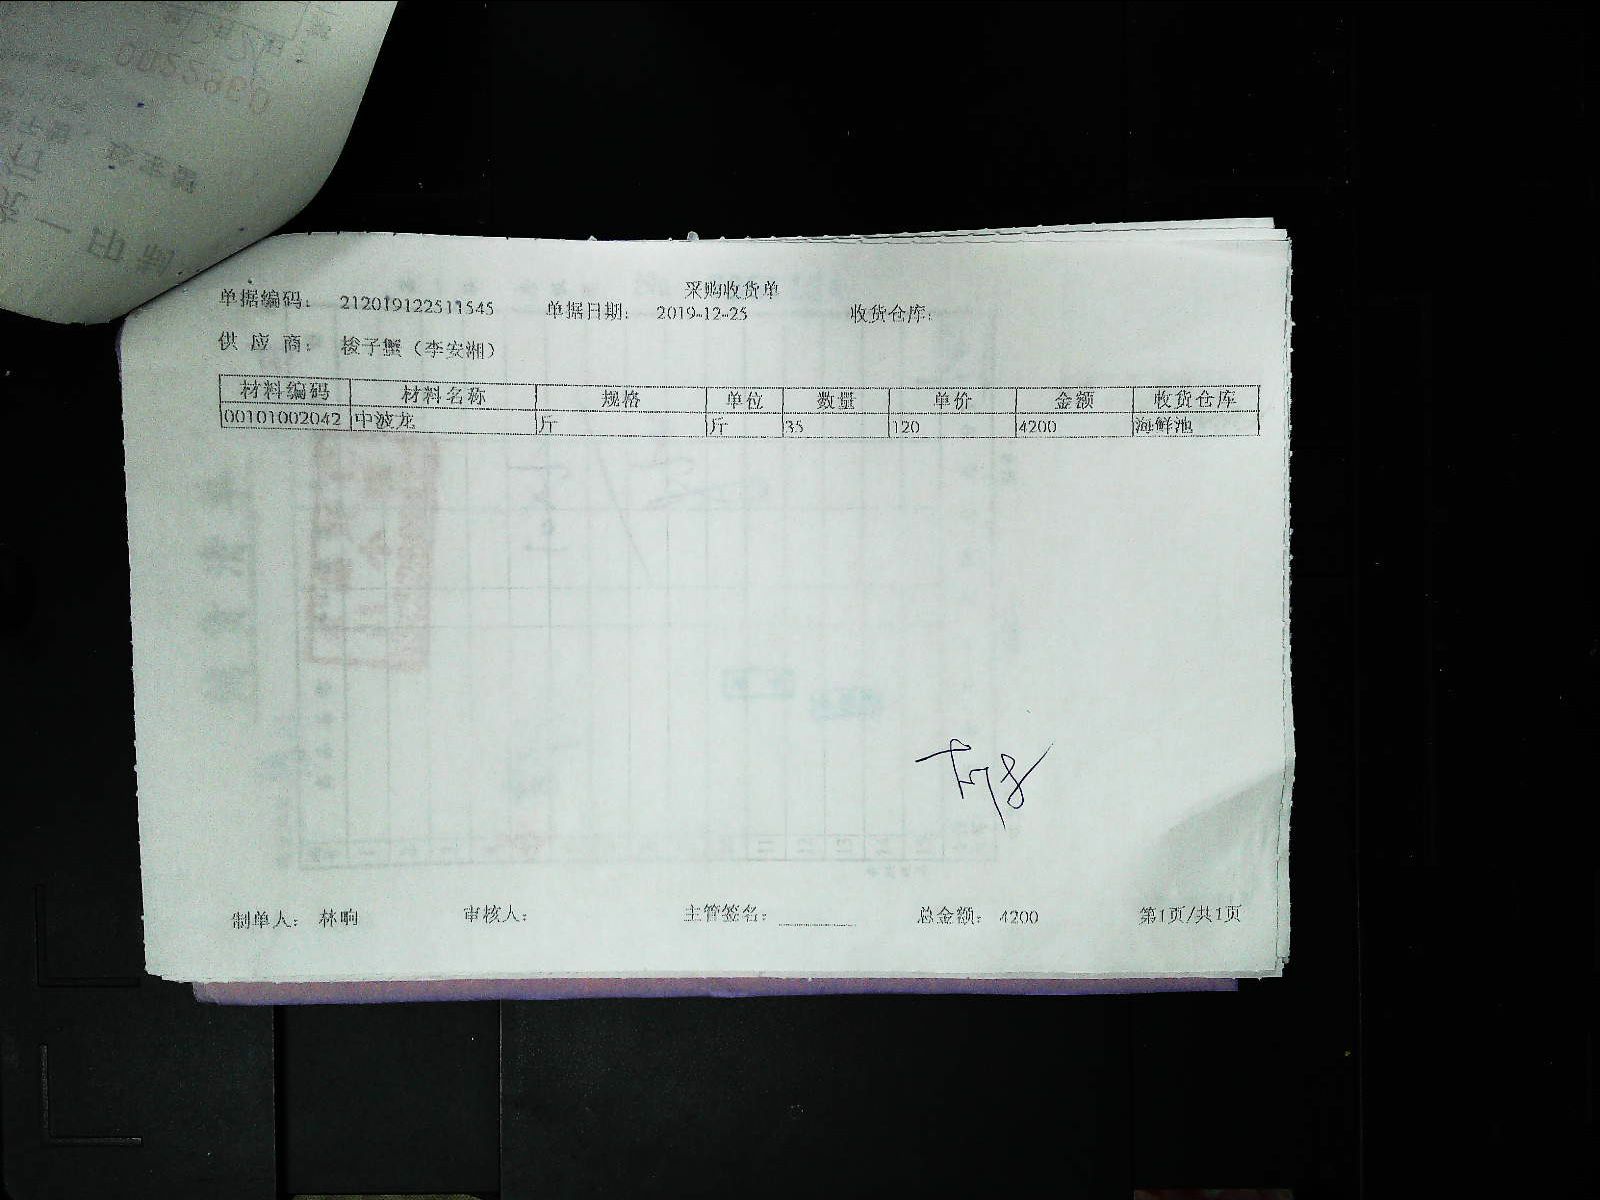 采购收货单
单据编码： 212019122511545 单据日期： 2019-12-25 收货仓库：
供 应 商： 梭子蟹（李安湘）
材料编码 材料名称 规格 单位 数量 单价 金额 收货仓库
00101002042 中波龙 斤 斤 35 120 4200 海鲜池
制单人： 林响 审核人： 主管签名： 总金额： 4200 第1页/共1页